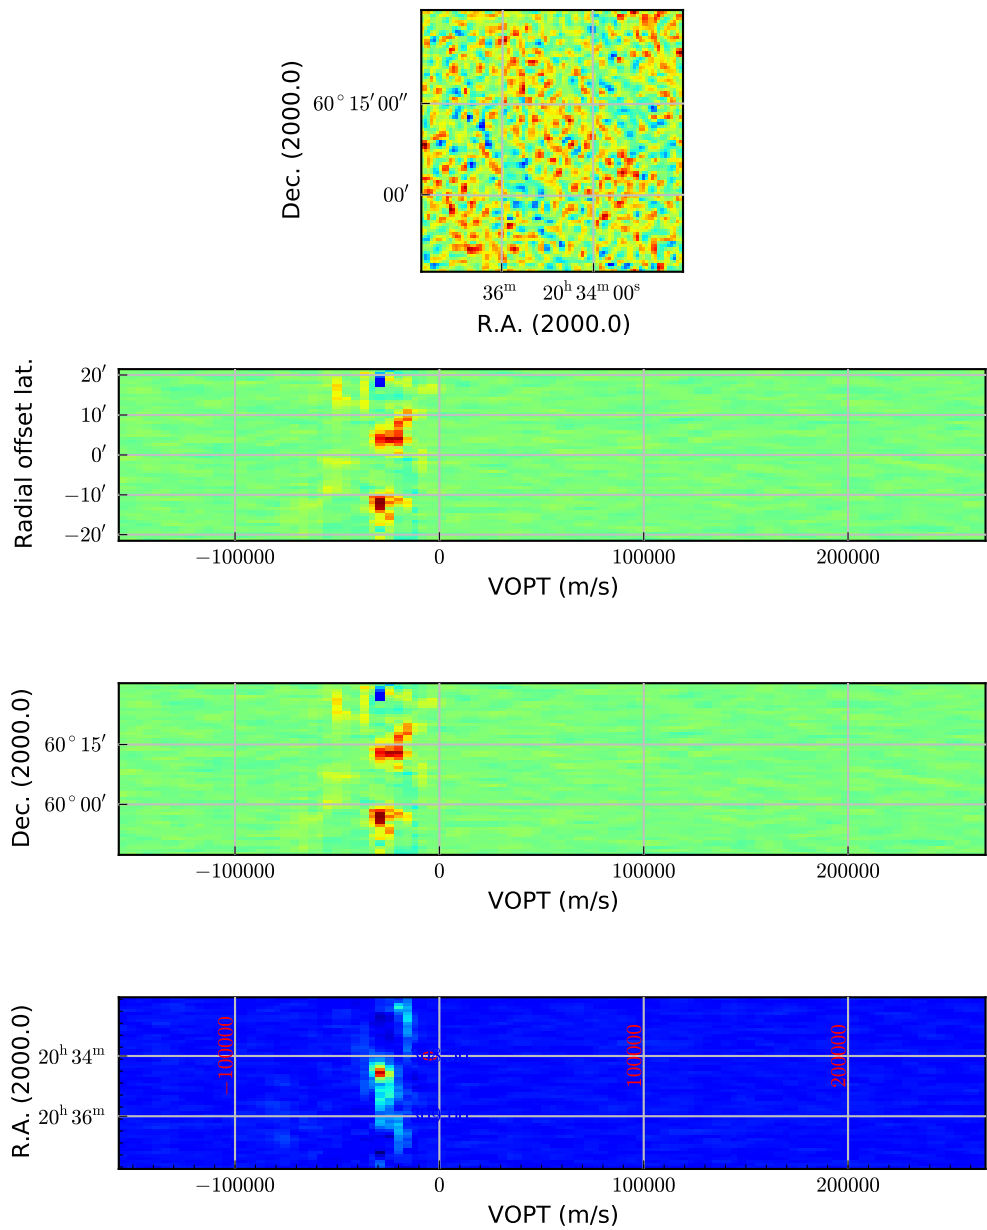 Dec. (2000.0)
60° 15′ 00″
00′
36ᵐ 20ʰ 34ᵐ 00ˢ
R.A. (2000.0)
Radial offset lat.
20′
10′
0′
−10′
−20′
−100000 0 100000 200000
VOPT (m/s)
Dec. (2000.0)
60° 15′
60° 00′
−100000 0 100000 200000
VOPT (m/s)
R.A. (2000.0)
20ʰ 34ᵐ
20ʰ 36ᵐ
−100000 100000 200000
−100000 0 100000 200000
VOPT (m/s)